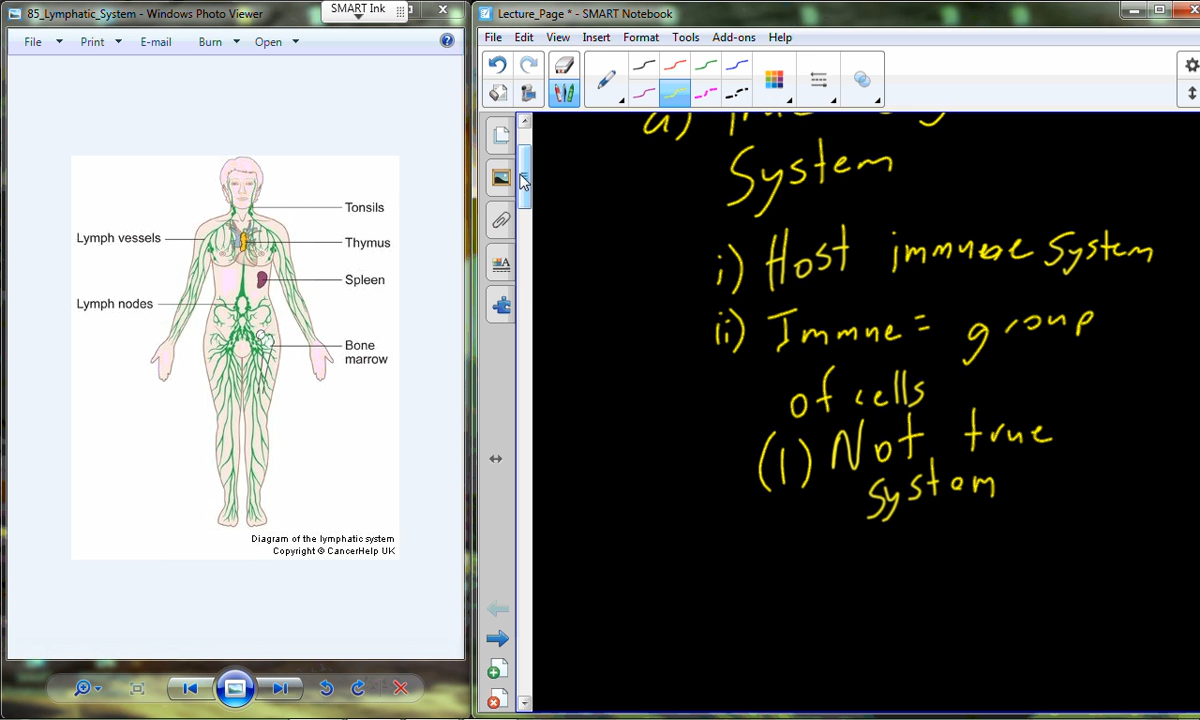 85_Lymphatic_System - Windows Photo Viewer
SMART Ink
File Print E-mail Burn Open
Tonsils
Lymph vessels
Thymus
Spleen
Lymph nodes
Bone
marrow
Diagram of the lymphatic system
Copyright © CancerHelp UK
Lecture_Page * - SMART Notebook
File Edit View Insert Format Tools Add-ons Help
a)
System
i) Host immune System
ii) Immne = group
of cells
(1) Not true
system